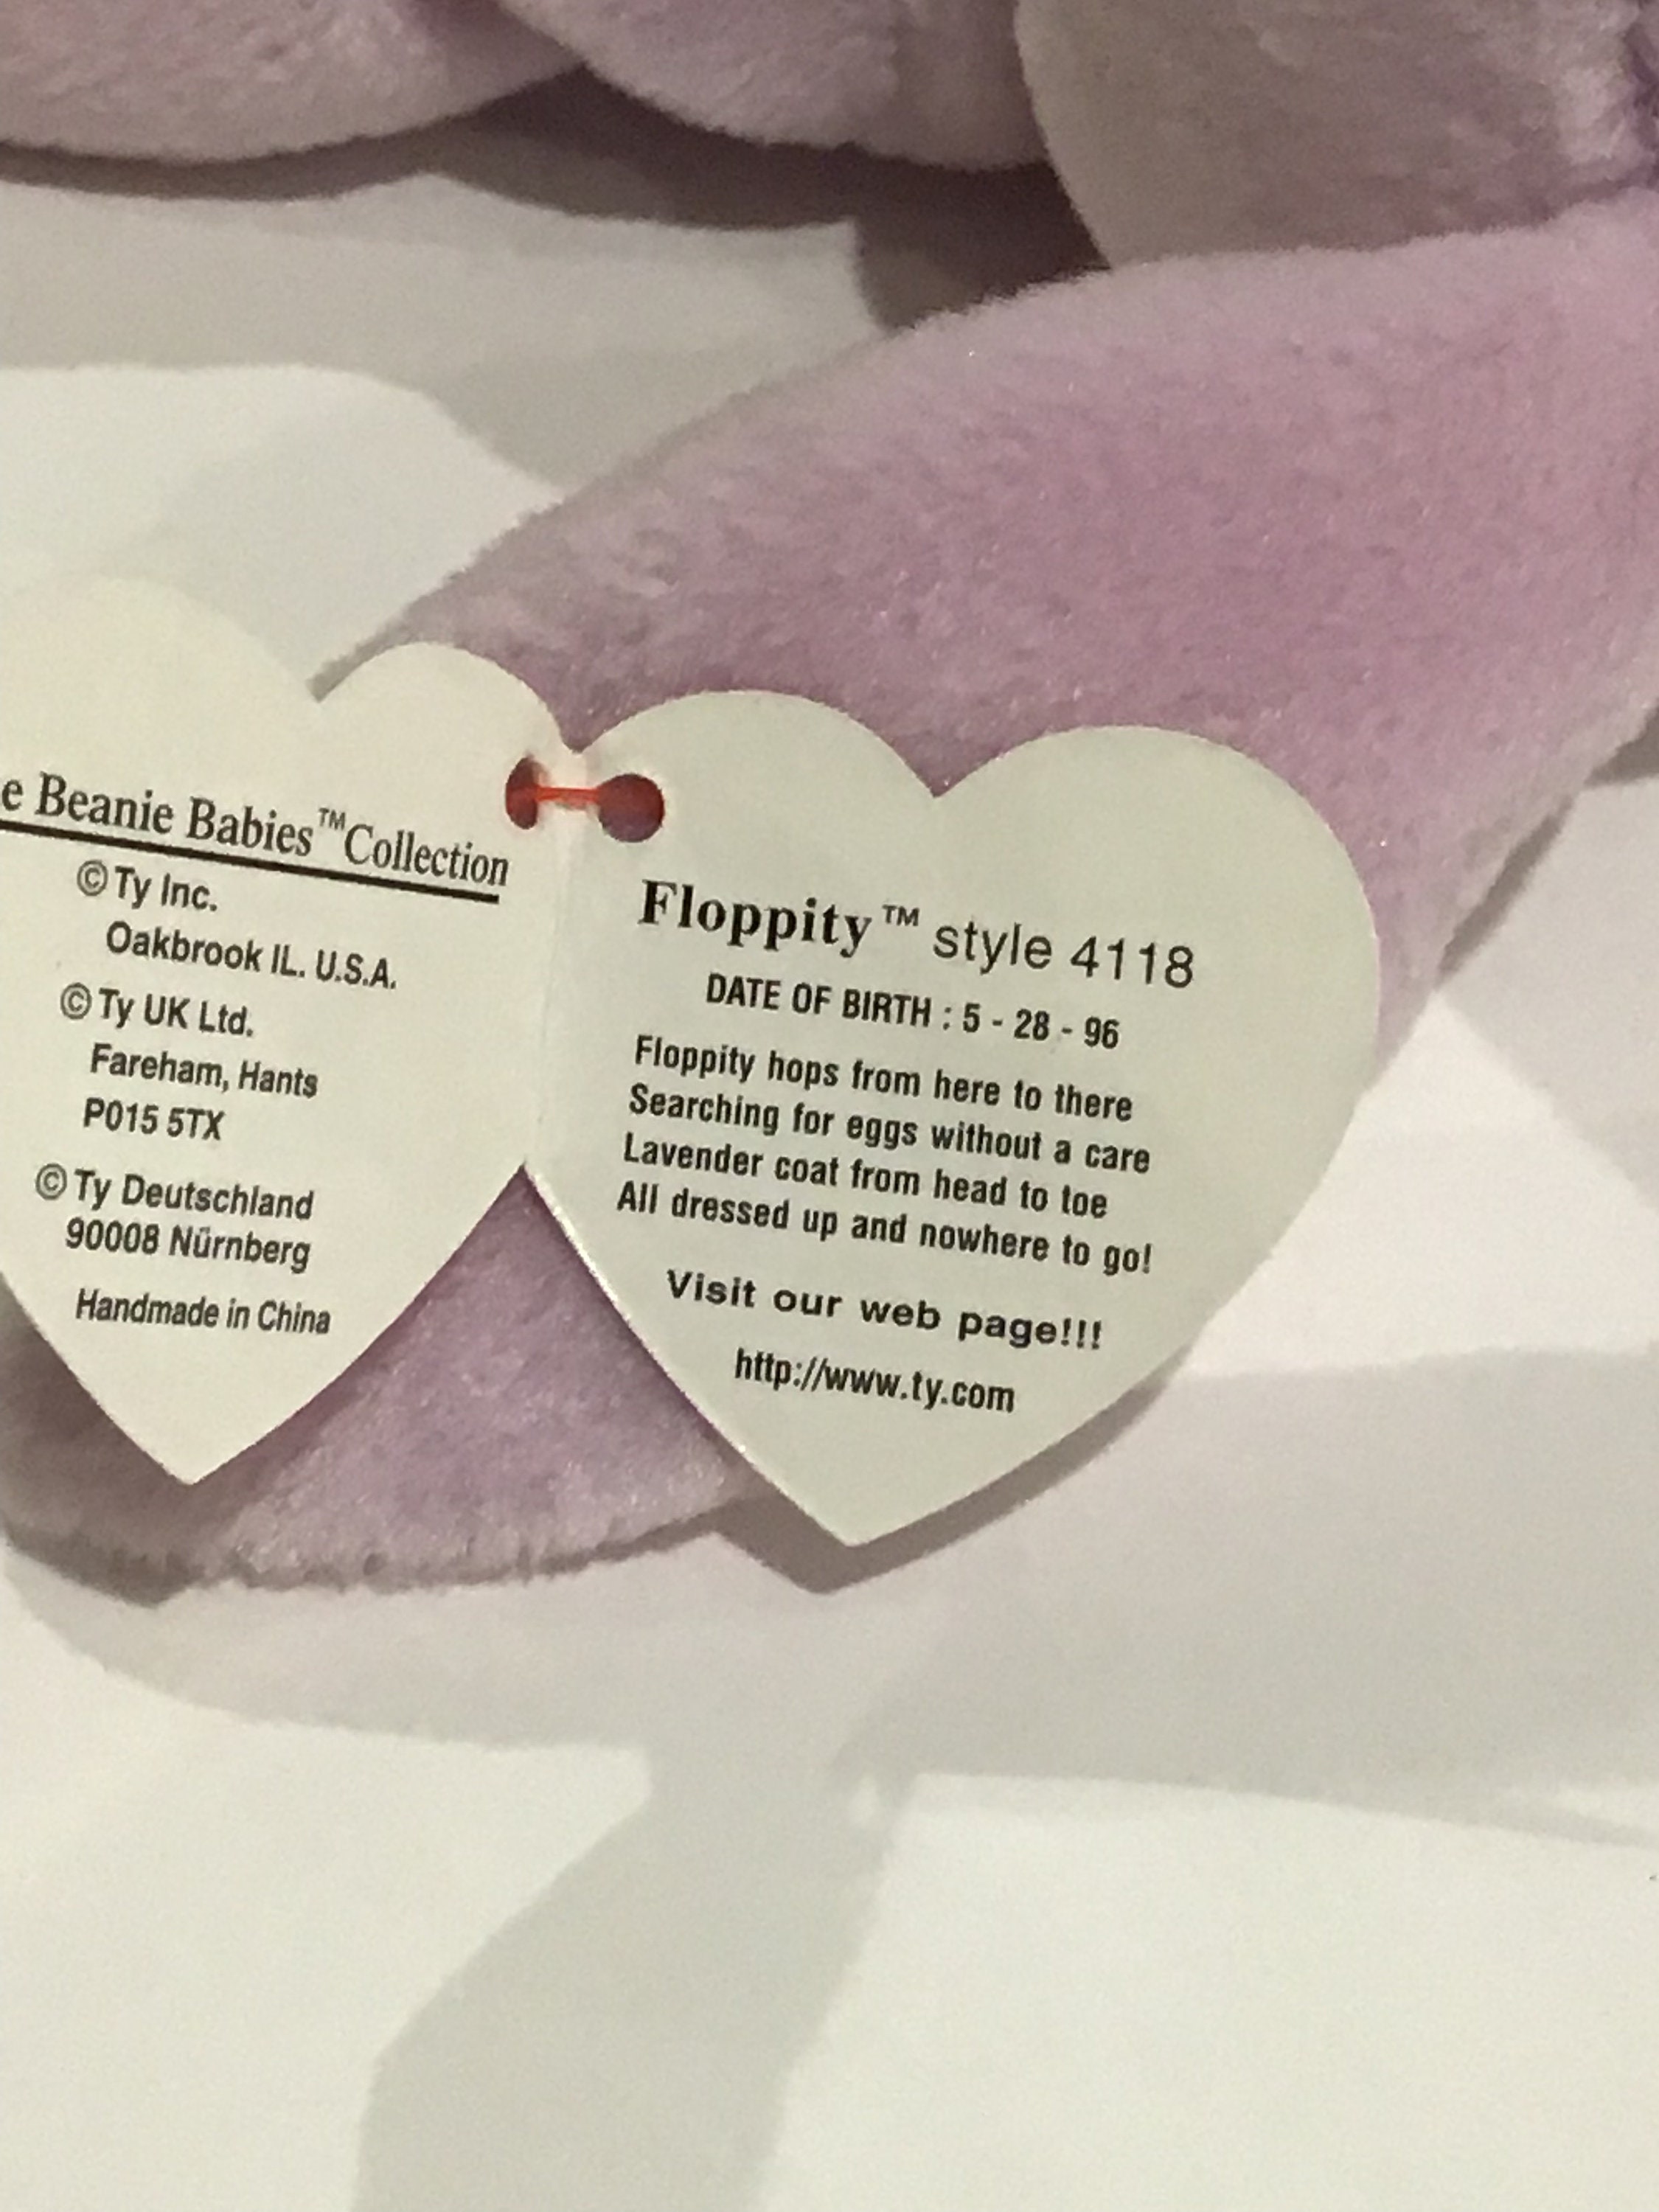 e Beanie Babies™Collection
© Ty Inc.
Oakbrook IL. U.S.A.
© Ty UK Ltd.
Fareham, Hants
P015 5TX
© Ty Deutschland
90008 Nürnberg
Handmade in China
Floppity™ style 4118
DATE OF BIRTH : 5 - 28 - 96
Floppity hops from here to there
Searching for eggs without a care
Lavender coat from head to toe
All dressed up and nowhere to go!
Visit our web page!!!
http://www.ty.com